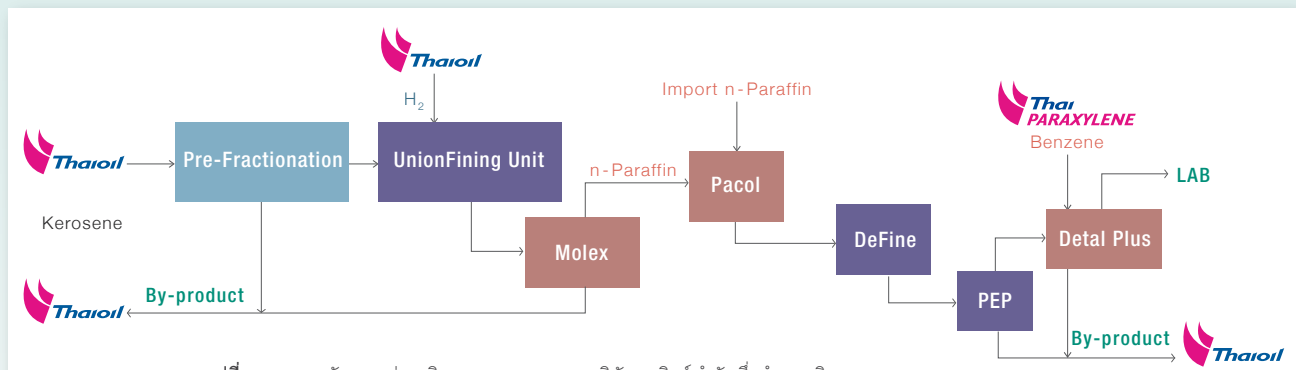 Thaioil
H2
Import n-Paraffin
Thai
PARAXYLENE
Benzene
Thaioil
Pre-Fractionation
UnionFining Unit
n-Paraffin
Pacol
LAB
Kerosene
Molex
DeFine
Detal Plus
By-product
Thaioil
PEP
By-product
Thaioil